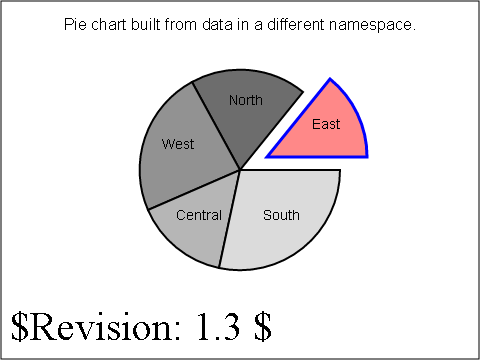 Pie chart built from data in a different namespace.
North
East
West
Central
South
$Revision: 1.3 $